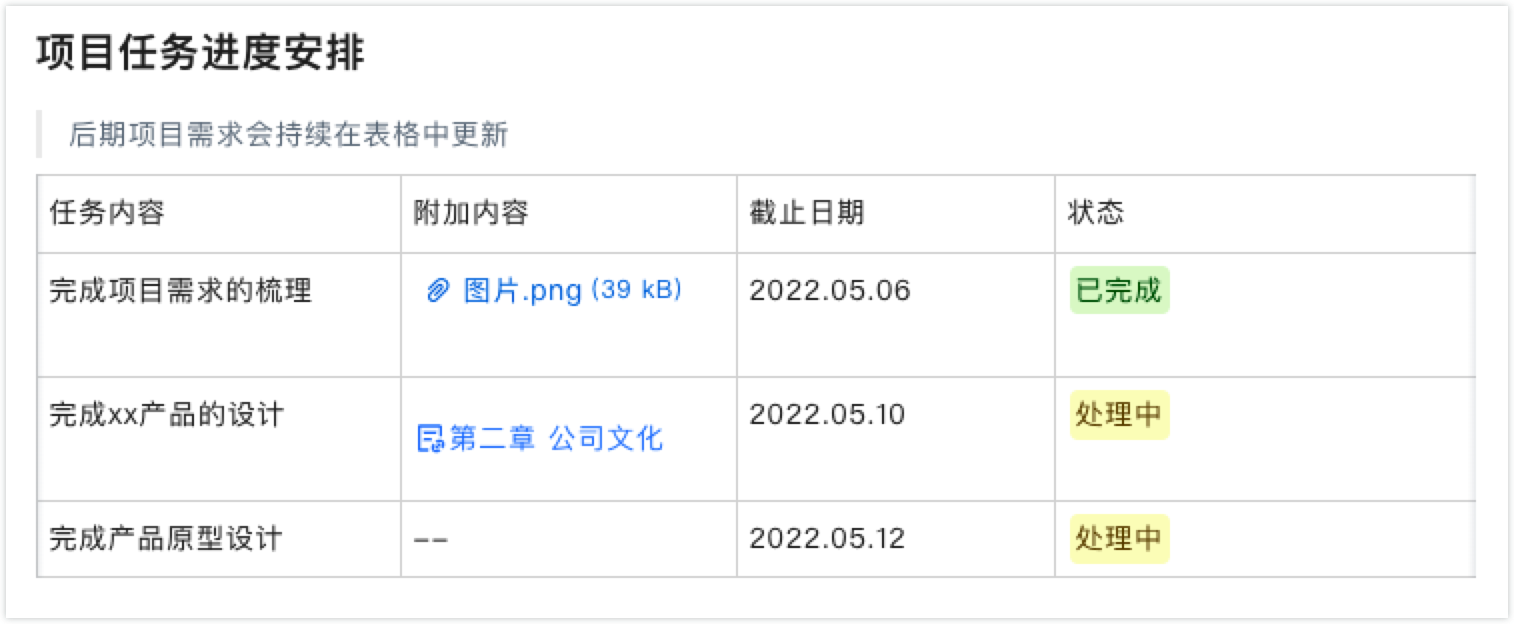 项目任务进度安排
后期项目需求会持续在表格中更新
任务内容 附加内容 截止日期 状态
完成项目需求的梳理 图片.png (39 kB) 2022.05.06 已完成
完成xx产品的设计 第二章 公司文化 2022.05.10 处理中
完成产品原型设计 -- 2022.05.12 处理中